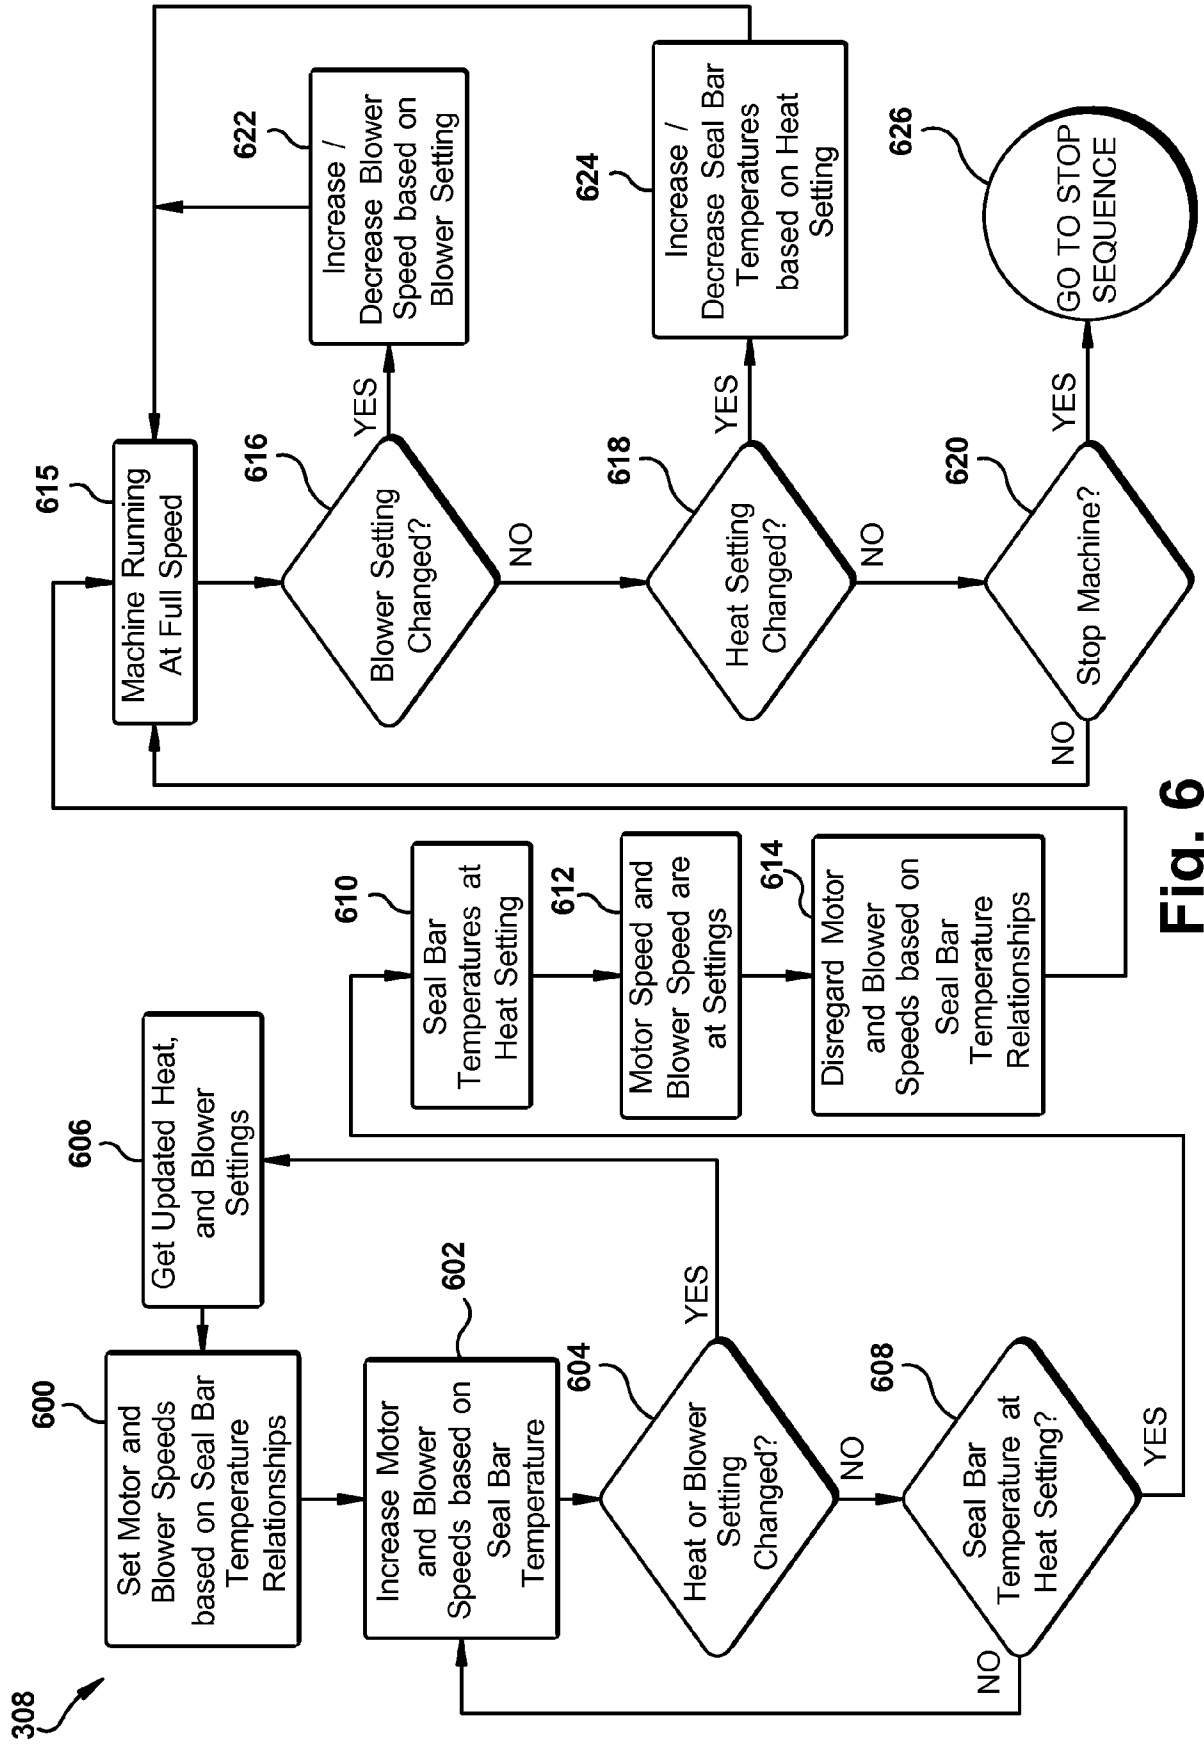 308
600
Set Motor and
Blower Speeds
based on Seal Bar
Temperature
Relationships
606
Get Updated Heat,
and Blower
Settings
602
Increase Motor
and Blower
Speeds based on
Seal Bar
Temperature
604
Heat or Blower
Setting
Changed?
YES
NO
608
Seal Bar
Temperature at
Heat Setting?
NO
YES
610
Seal Bar
Temperatures at
Heat Setting
612
Motor Speed and
Blower Speed are
at Settings
614
Disregard Motor
and Blower
Speeds based on
Seal Bar
Temperature
Relationships
615
Machine Running
At Full Speed
616
Blower Setting
Changed?
YES
NO
622
Increase /
Decrease Blower
Speed based on
Blower Setting
618
Heat Setting
Changed?
YES
NO
624
Increase /
Decrease Seal Bar
Temperatures
based on Heat
Setting
620
Stop Machine?
NO
YES
626
GO TO STOP
SEQUENCE
Fig. 6